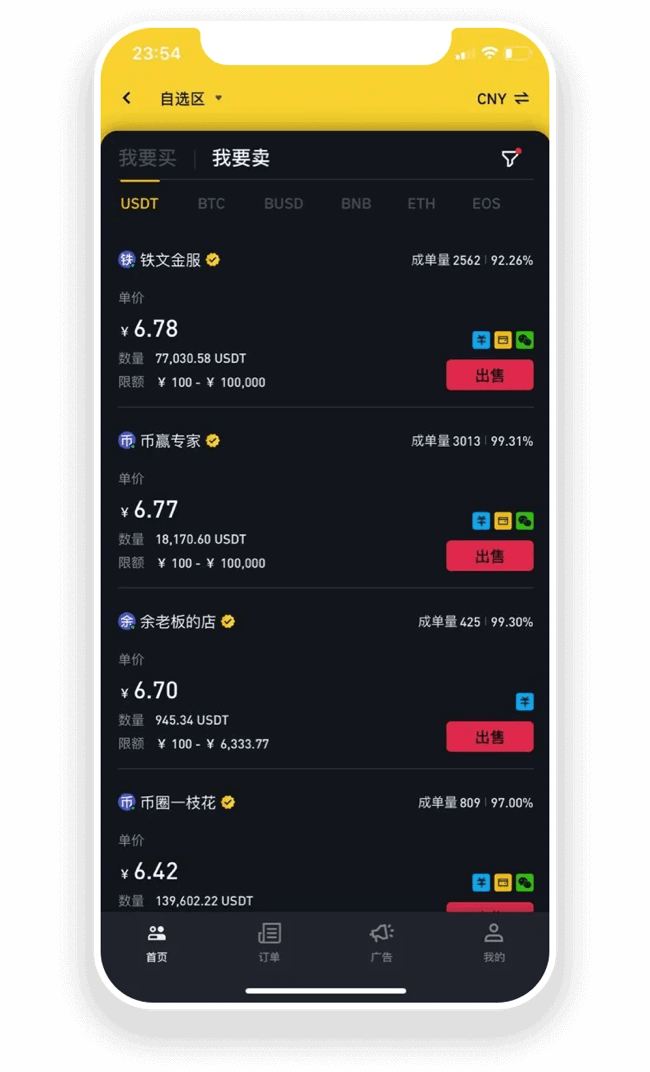 23:54
自选区
CNY
我要买 我要卖
USDT BTC BUSD BNB ETH EOS
铁 铁文金服 成单量 2562 92.26%
单价
¥ 6.78
数量 77,030.58 USDT
限额 ¥ 100 - ¥ 100,000
出售
币 币赢专家 成单量 3013 99.31%
单价
¥ 6.77
数量 18,170.60 USDT
限额 ¥ 100 - ¥ 100,000
出售
余 余老板的店 成单量 425 99.30%
单价
¥ 6.70
数量 945.34 USDT
限额 ¥ 100 - ¥ 6,333.77
出售
币 币圈一枝花 成单量 809 97.00%
单价
¥ 6.42
数量 139,602.22 USDT
首页 订单 广告 我的